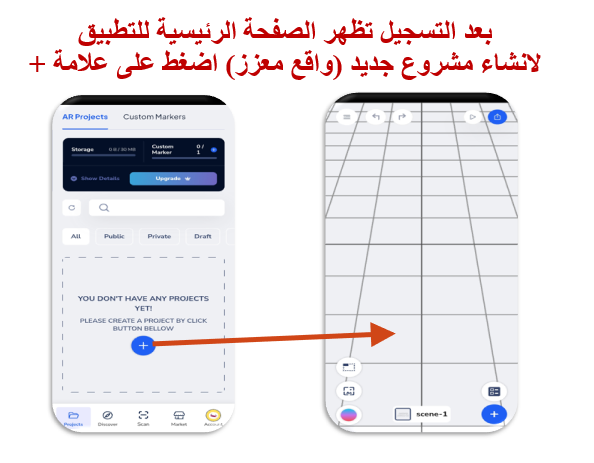 بعد التسجيل تظهر الصفحة الرئيسية للتطبيق
لانشاء مشروع جديد (واقع معزز) اضغط على علامة +
AR Projects Custom Markers
Storage 0.0 / 30 MB Custom Marker 0 / 1
Show Details Upgrade
All Public Private Draft
YOU DON'T HAVE ANY PROJECTS
YET!
PLEASE CREATE A PROJECT BY CLICK
BUTTON BELLOW
Projects Discover Scan Market Account
scene-1